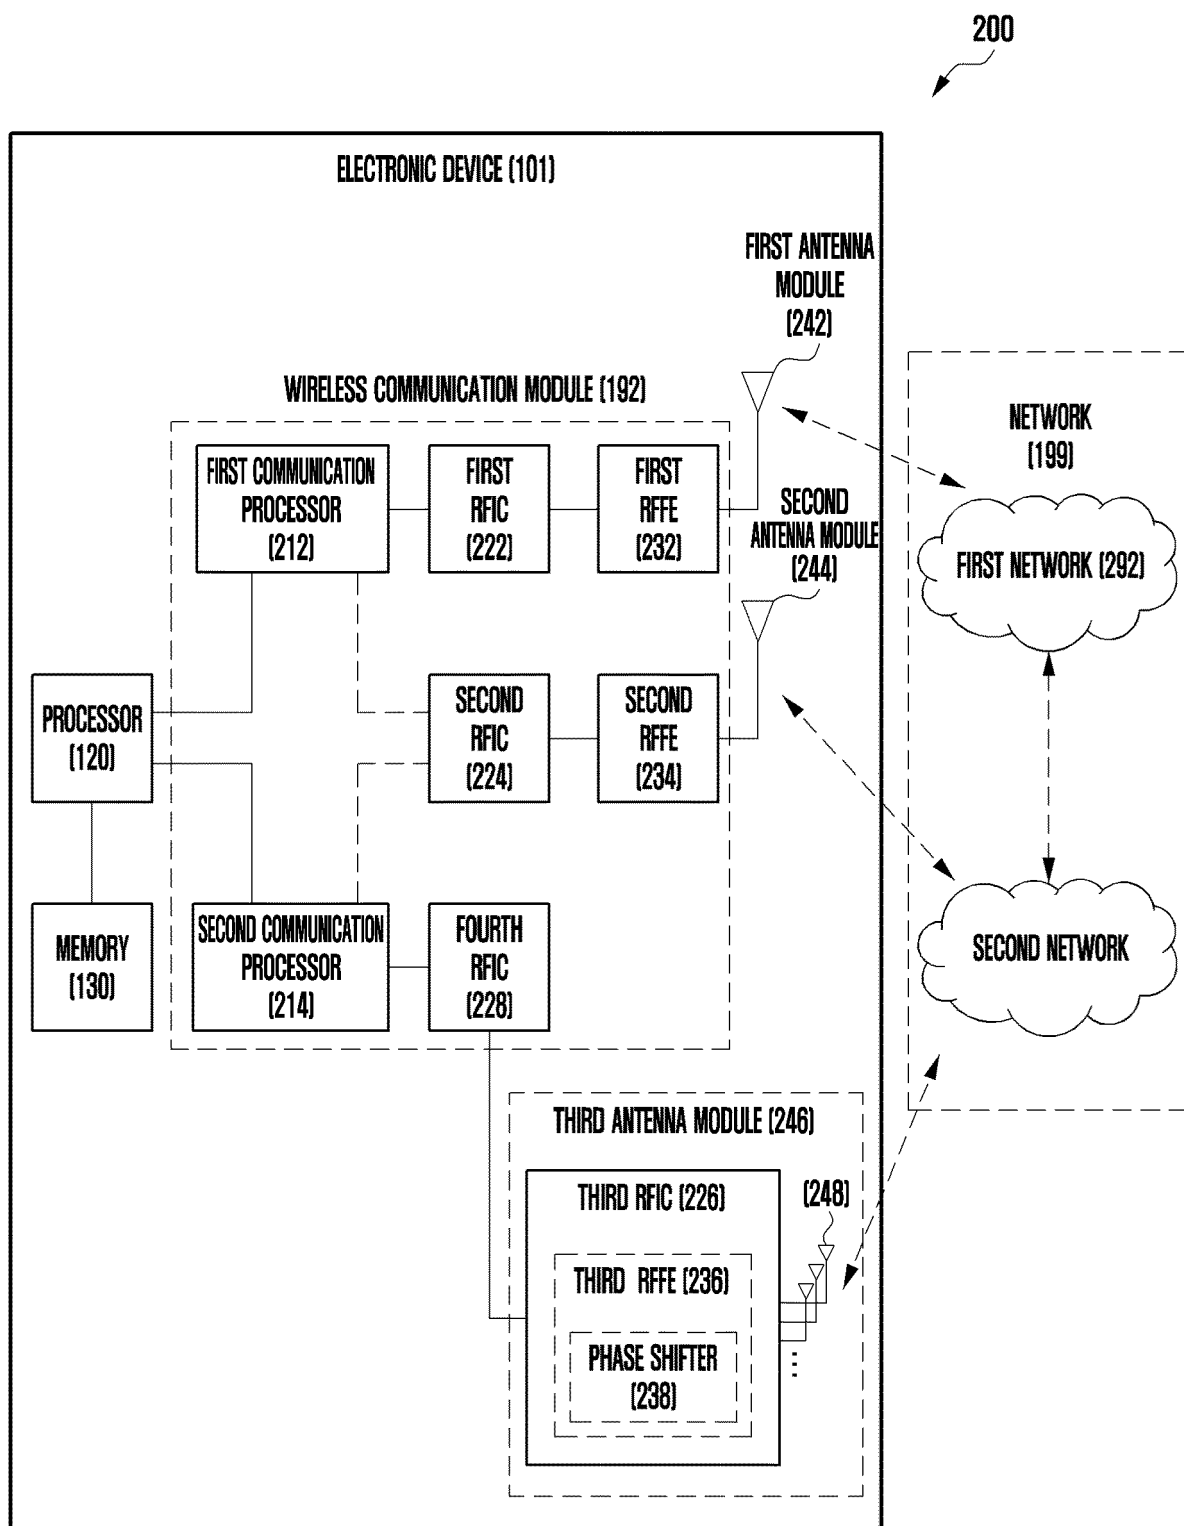 200
ELECTRONIC DEVICE (101)
FIRST ANTENNA
MODULE
(242)
WIRELESS COMMUNICATION MODULE (192)
NETWORK
(199)
FIRST COMMUNICATION
PROCESSOR
(212)
FIRST
RFIC
(222)
FIRST
RFFE
(232)
SECOND
ANTENNA MODULE
(244)
FIRST NETWORK (292)
PROCESSOR
(120)
SECOND
RFIC
(224)
SECOND
RFFE
(234)
MEMORY
(130)
SECOND COMMUNICATION
PROCESSOR
(214)
FOURTH
RFIC
(228)
SECOND NETWORK
THIRD ANTENNA MODULE (246)
THIRD RFIC (226)
(248)
THIRD RFFE (236)
PHASE SHIFTER
(238)
...